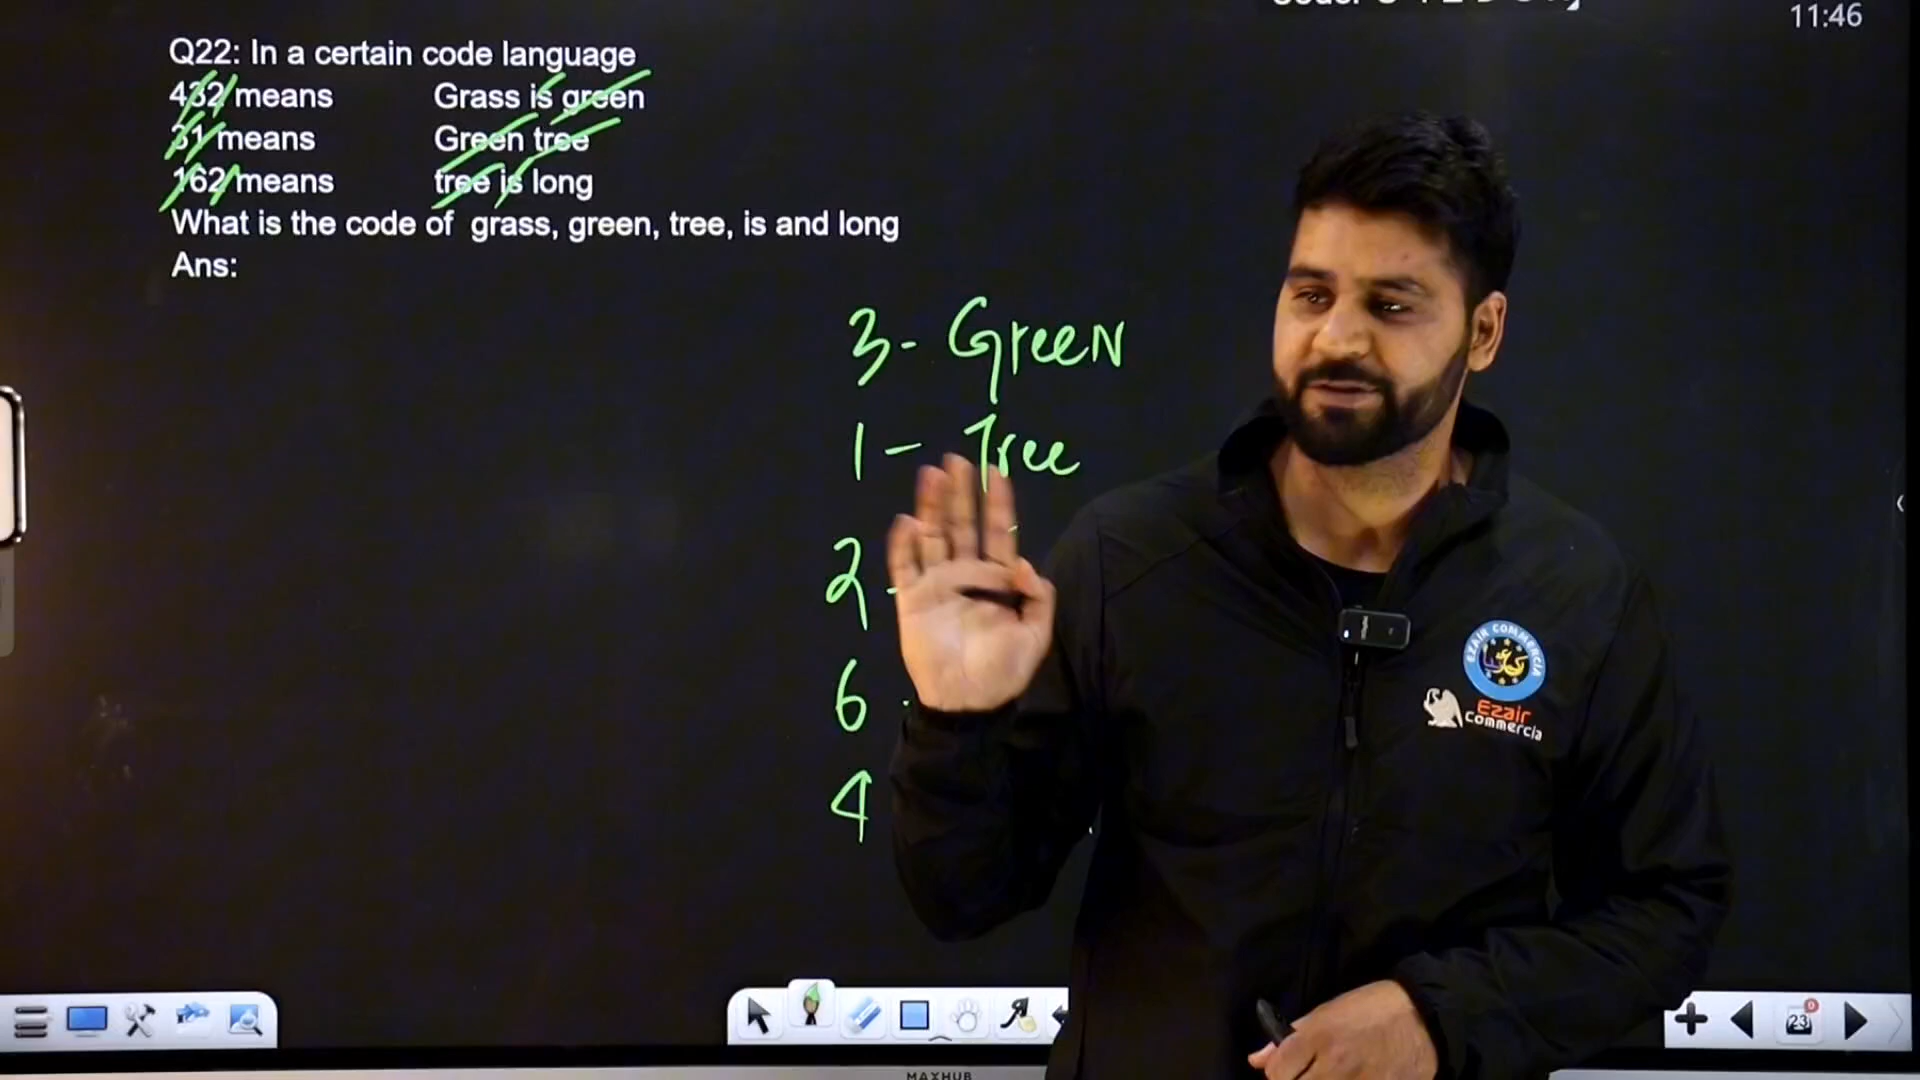 11:46
Q22: In a certain code language
432 means Grass is green
31 means Green tree
162 means tree is long
What is the code of grass, green, tree, is and long
Ans:
3 - Green
1 - Tree
2 -
6 -
4
EZAIR COMMERCIA
Ezair
Commercia
23
MAXHUB